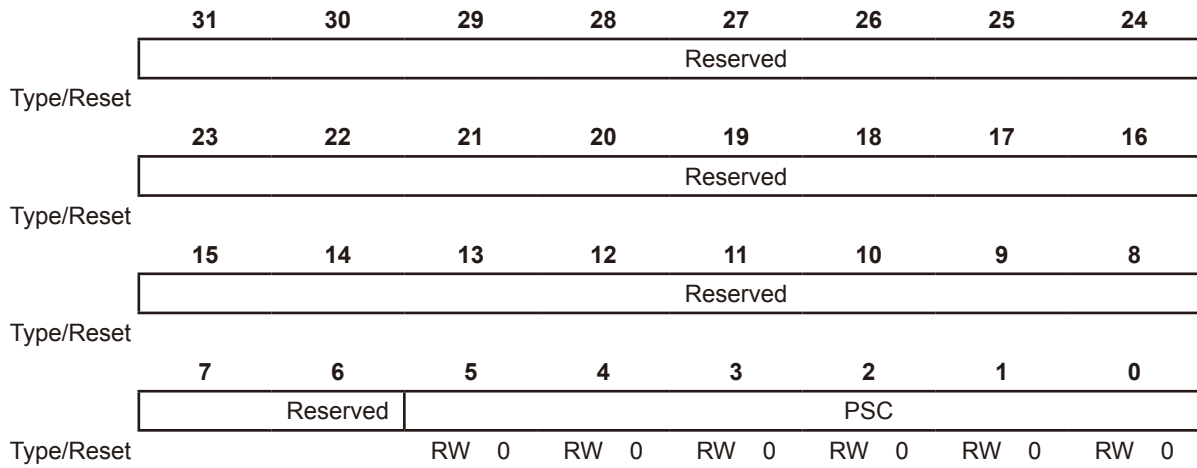 31 30 29 28 27 26 25 24
Reserved
Type/Reset
23 22 21 20 19 18 17 16
Reserved
Type/Reset
15 14 13 12 11 10 9 8
Reserved
Type/Reset
7 6 5 4 3 2 1 0
Reserved PSC
Type/Reset RW 0 RW 0 RW 0 RW 0 RW 0 RW 0